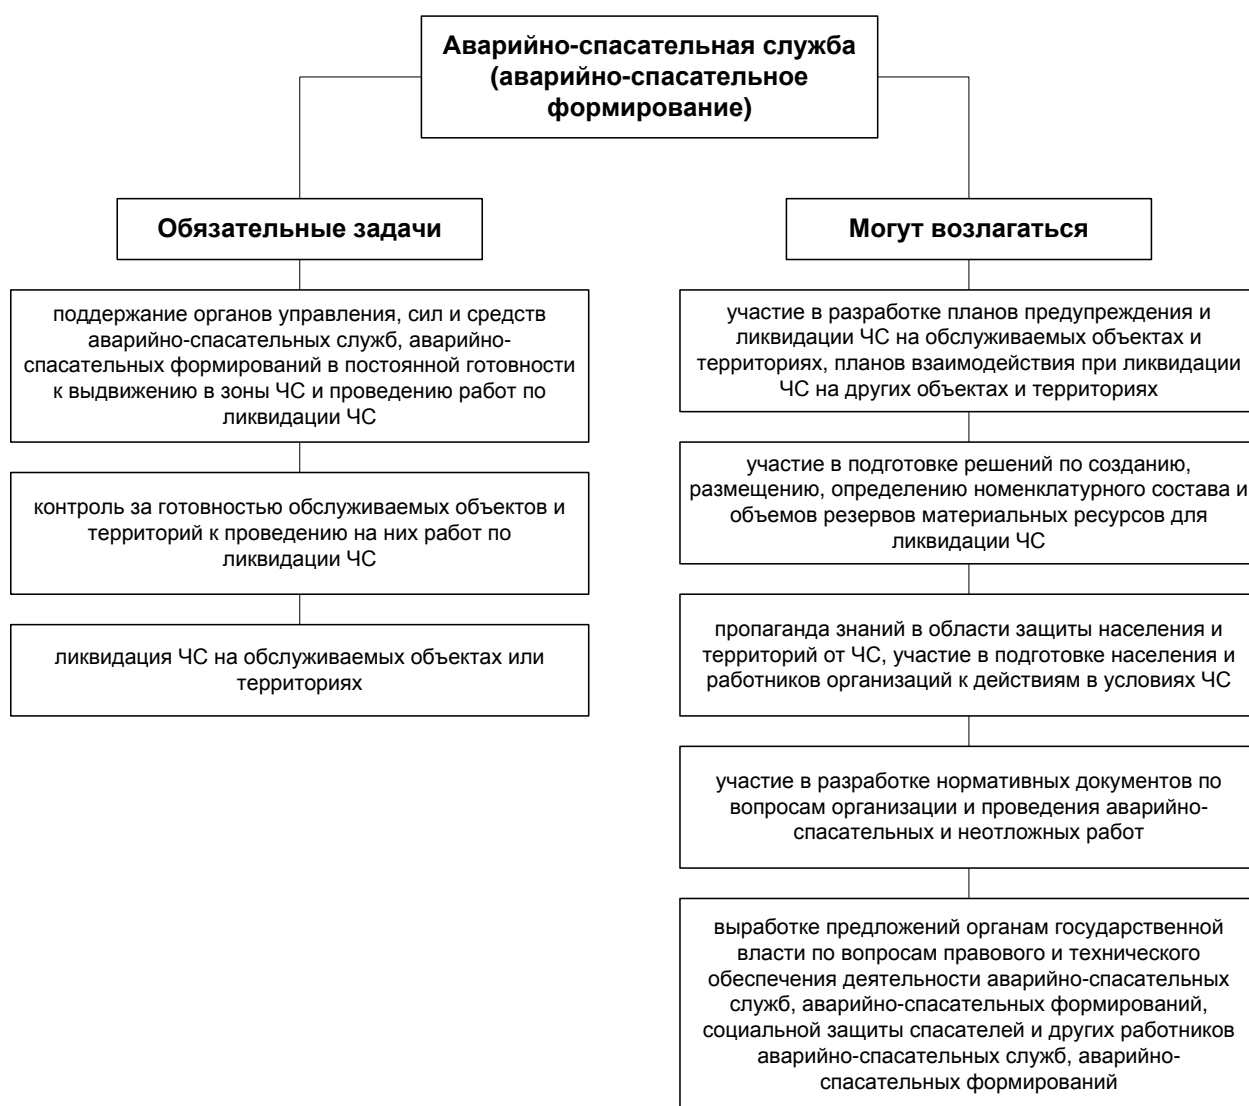 Аварийно-спасательная служба
(аварийно-спасательное
формирование)
Обязательные задачи
поддержание органов управления, сил и средств
аварийно-спасательных служб, аварийно-
спасательных формирований в постоянной готовности
к выдвижению в зоны ЧС и проведению работ по
ликвидации ЧС
контроль за готовностью обслуживаемых объектов и
территорий к проведению на них работ по
ликвидации ЧС
ликвидация ЧС на обслуживаемых объектах или
территориях
Могут возлагаться
участие в разработке планов предупреждения и
ликвидации ЧС на обслуживаемых объектах и
территориях, планов взаимодействия при ликвидации
ЧС на других объектах и территориях
участие в подготовке решений по созданию,
размещению, определению номенклатурного состава и
объемов резервов материальных ресурсов для
ликвидации ЧС
пропаганда знаний в области защиты населения и
территорий от ЧС, участие в подготовке населения и
работников организаций к действиям в условиях ЧС
участие в разработке нормативных документов по
вопросам организации и проведения аварийно-
спасательных и неотложных работ
выработке предложений органам государственной
власти по вопросам правового и технического
обеспечения деятельности аварийно-спасательных
служб, аварийно-спасательных формирований,
социальной защиты спасателей и других работников
аварийно-спасательных служб, аварийно-
спасательных формирований